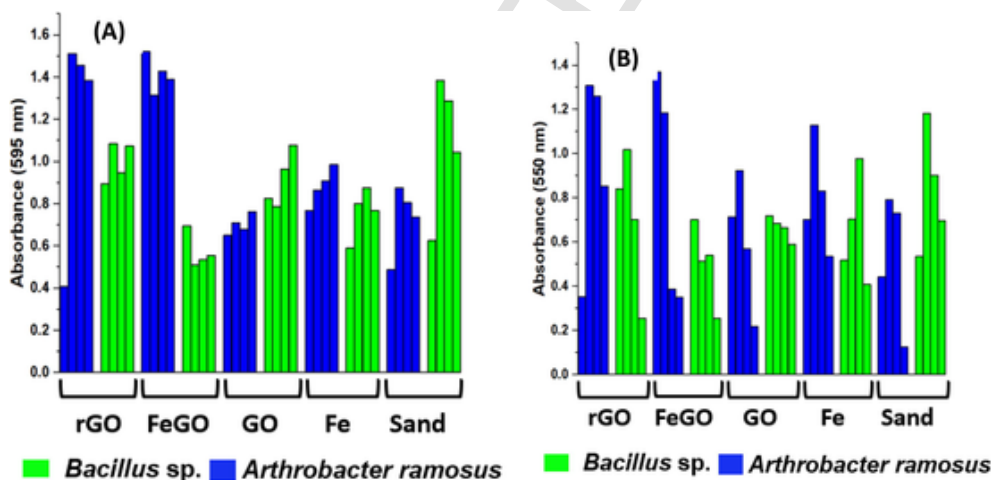 (A)
Absorbance (595 nm)
1.6
1.4
1.2
1.0
0.8
0.6
0.4
0.2
0.0
rGO FeGO GO Fe Sand
Bacillus sp. Arthrobacter ramosus
(B)
Absorbance (550 nm)
1.4
1.2
1.0
0.8
0.6
0.4
0.2
0.0
rGO FeGO GO Fe Sand
Bacillus sp. Arthrobacter ramosus